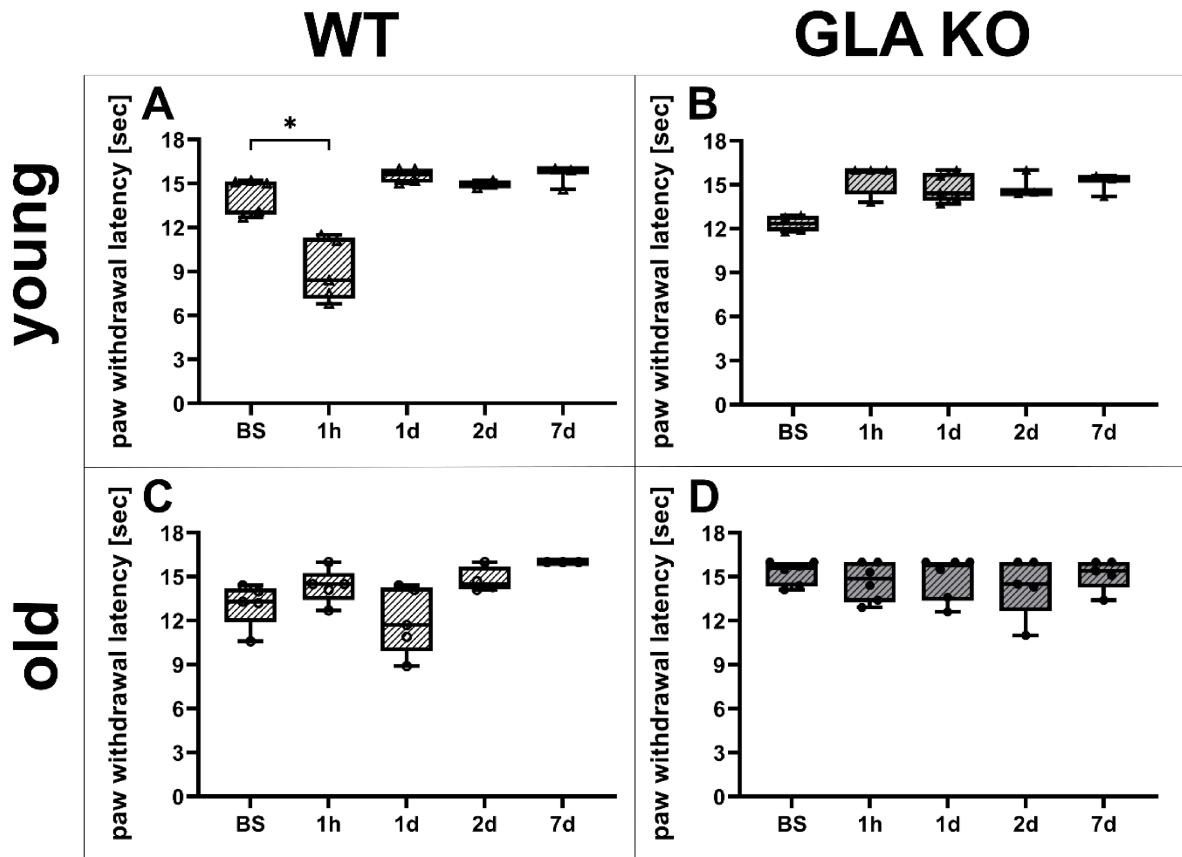 WT
GLA KO
young
A
paw withdrawal latency [sec]
*
18
15
12
9
6
3
0
BS 1h 1d 2d 7d
B
paw withdrawal latency [sec]
18
15
12
9
6
3
0
BS 1h 1d 2d 7d
old
C
paw withdrawal latency [sec]
18
15
12
9
6
3
0
BS 1h 1d 2d 7d
D
paw withdrawal latency [sec]
18
15
12
9
6
3
0
BS 1h 1d 2d 7d